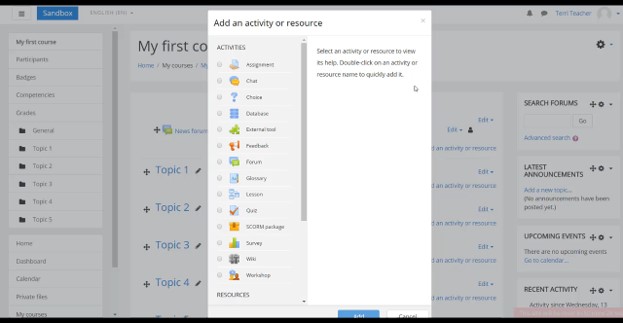 Sandbox
ENGLISH (EN)
Terri Teacher
Add an activity or resource
×
My first course
Participants
Badges
Competencies
Grades
General
Topic 1
Topic 2
Topic 3
Topic 4
Topic 5
Home
Dashboard
Calendar
Private files
My courses
My first co
Home / My courses / My
News forum
Topic 1
Topic 2
Topic 3
Topic 4
ACTIVITIES
Assignment
Chat
Choice
Database
External tool
Feedback
Forum
Glossary
Lesson
Quiz
SCORM package
Survey
Wiki
Workshop
RESOURCES
Select an activity or resource to view
its help. Double-click on an activity or
resource name to quickly add it.
Add
Cancel
Edit
Edit
d an activity or resource
Edit
d an activity or resource
Edit
d an activity or resource
Edit
d an activity or resource
Edit
d an activity or resource
SEARCH FORUMS
Go
Advanced search
LATEST
ANNOUNCEMENTS
Add a new topic...
(No announcements have been
posted yet.)
UPCOMING EVENTS
There are no upcoming events
Go to calendar...
RECENT ACTIVITY
Activity since Wednesday, 13